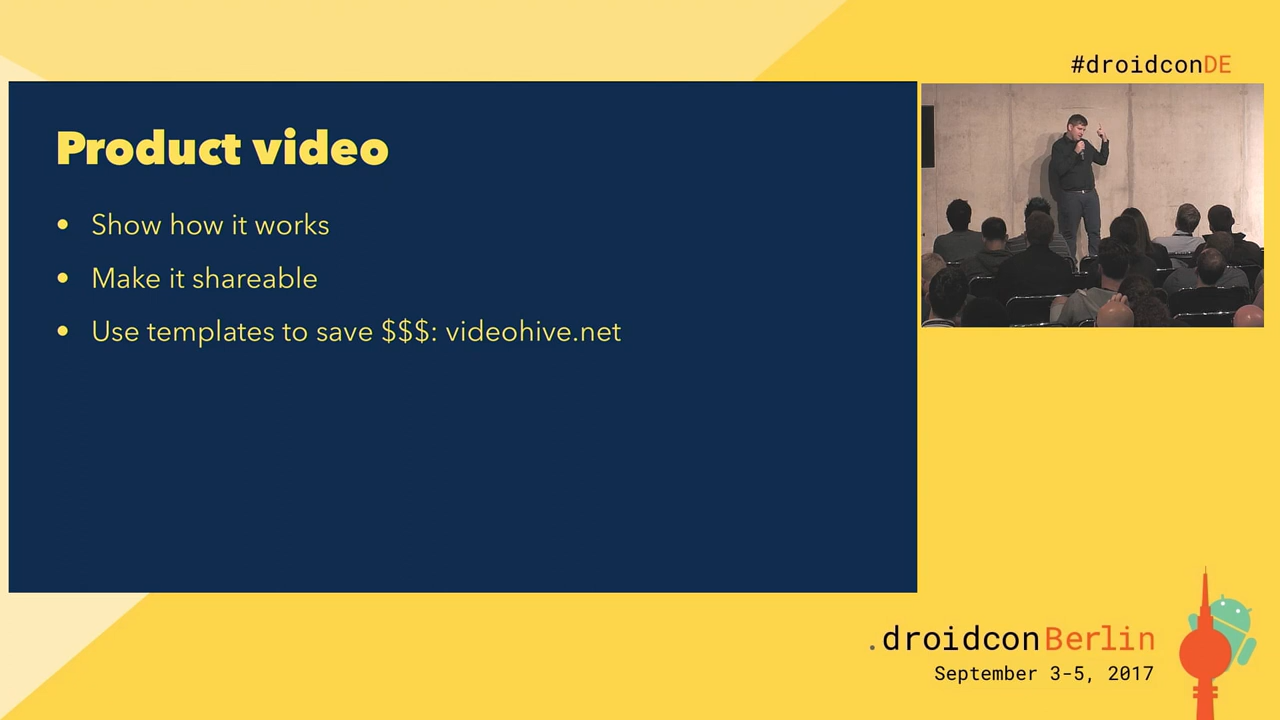 #droidconDE
Product video
• Show how it works
• Make it shareable
• Use templates to save $$$: videohive.net
.droidconBerlin
September 3-5, 2017